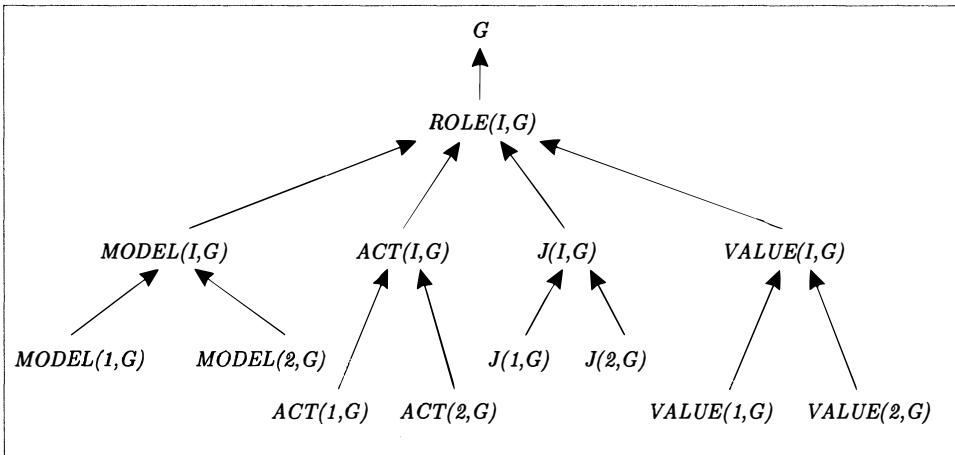 G
ROLE(I,G)
MODEL(I,G) ACT(I,G) J(I,G) VALUE(I,G)
MODEL(1,G) MODEL(2,G) J(1,G) J(2,G)
ACT(1,G) ACT(2,G) VALUE(1,G) VALUE(2,G)